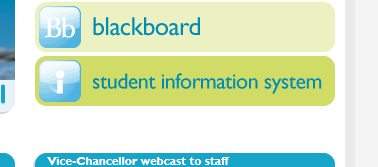 Bb blackboard
i student information system
Vice-Chancellor webcast to staff